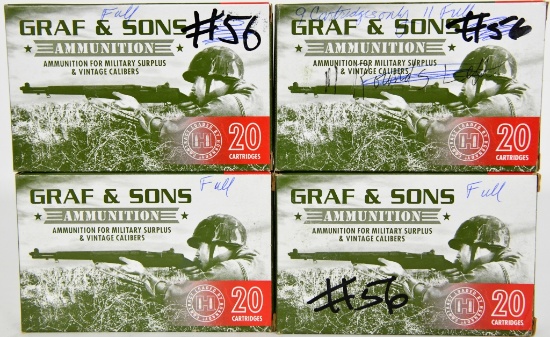 Full
#56
GRAF & SONS
AMMUNITION
AMMUNITION FOR MILITARY SURPLUS
& VINTAGE CALIBERS
20
CARTRIDGES
9 Cartridges only 11 Full
#56
GRAF & SONS
AMMUNITION
AMMUNITION FOR MILITARY SURPLUS
& VINTAGE CALIBERS
11
20
CARTRIDGES
Full
GRAF & SONS
AMMUNITION
AMMUNITION FOR MILITARY SURPLUS
& VINTAGE CALIBERS
20
CARTRIDGES
Full
GRAF & SONS
AMMUNITION
AMMUNITION FOR MILITARY SURPLUS
& VINTAGE CALIBERS
#56
20
CARTRIDGES